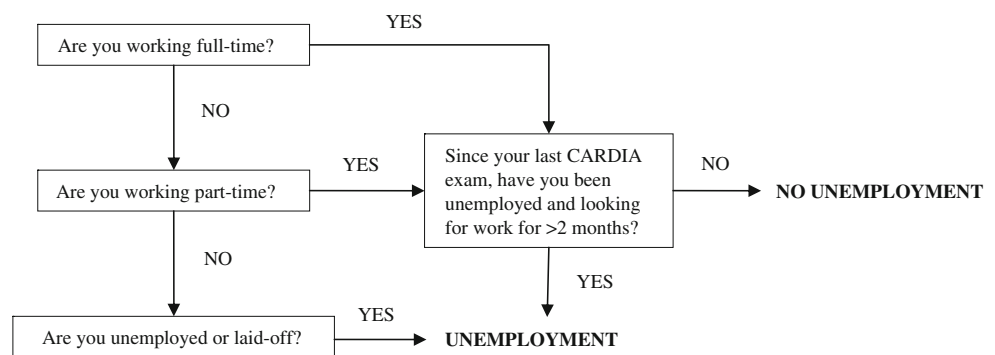 YES
Are you working full-time?
NO
Since your last CARDIA
exam, have you been
unemployed and looking
for work for >2 months?
YES
NO
Are you working part-time?
NO UNEMPLOYMENT
NO
YES
YES
Are you unemployed or laid-off?
UNEMPLOYMENT